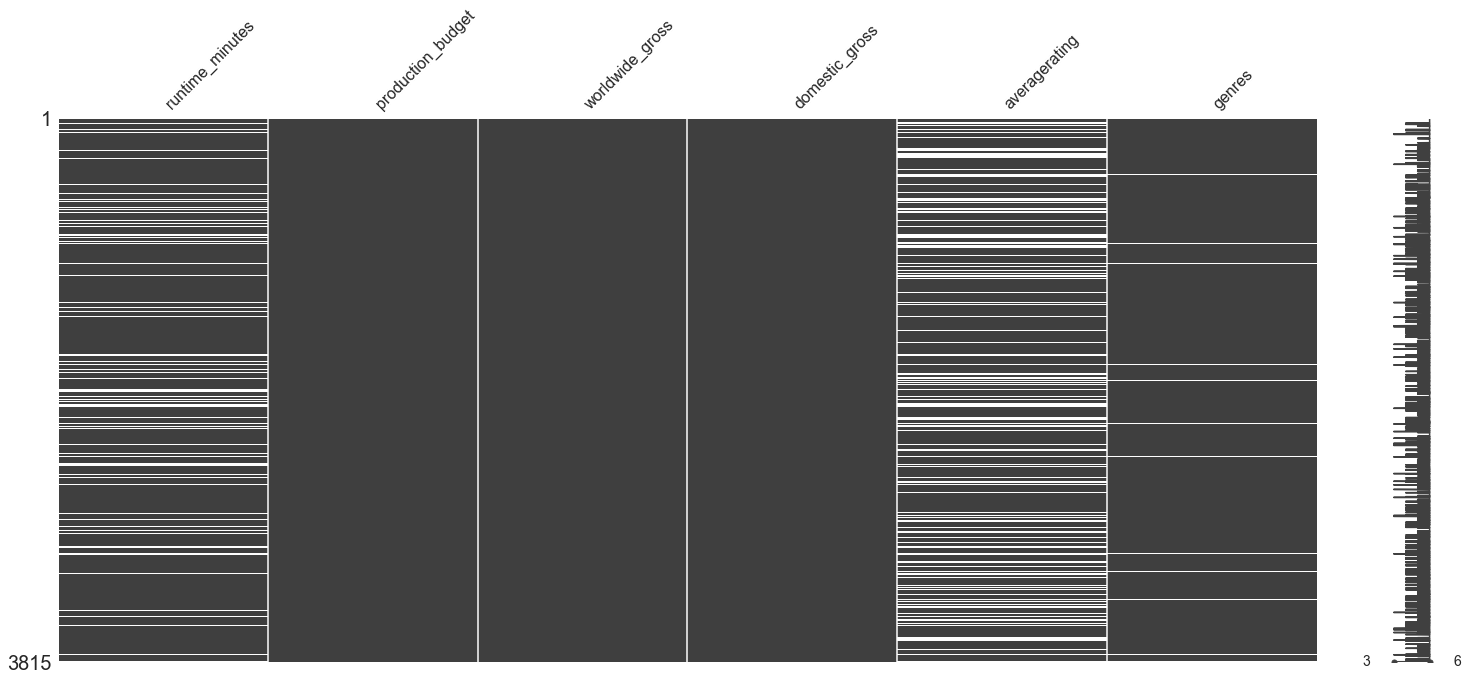 runtime_minutes
production_budget
worldwide_gross
domestic_gross
averagerating
genres
1
3815
3
6